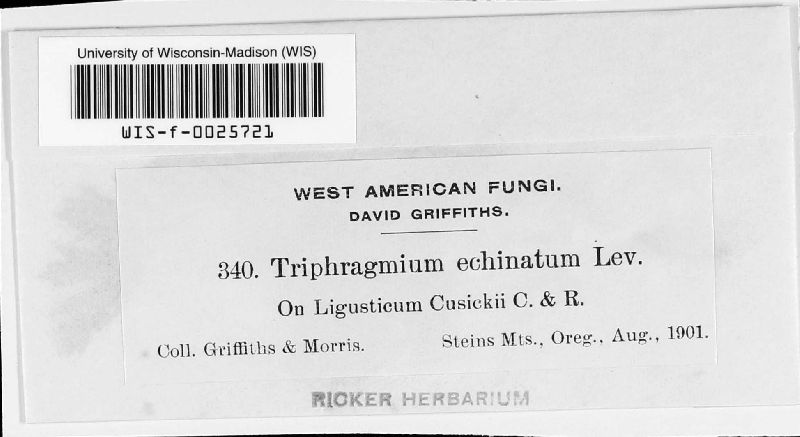 University of Wisconsin-Madison (WIS)
WIS-f-0025721
WEST AMERICAN FUNGI.
DAVID GRIFFITHS.
340. Triphragmium echinatum Lev.
On Ligusticum Cusickii C. & R.
Coll. Griffiths & Morris. Steins Mts., Oreg., Aug., 1901.
RICKER HERBARIUM